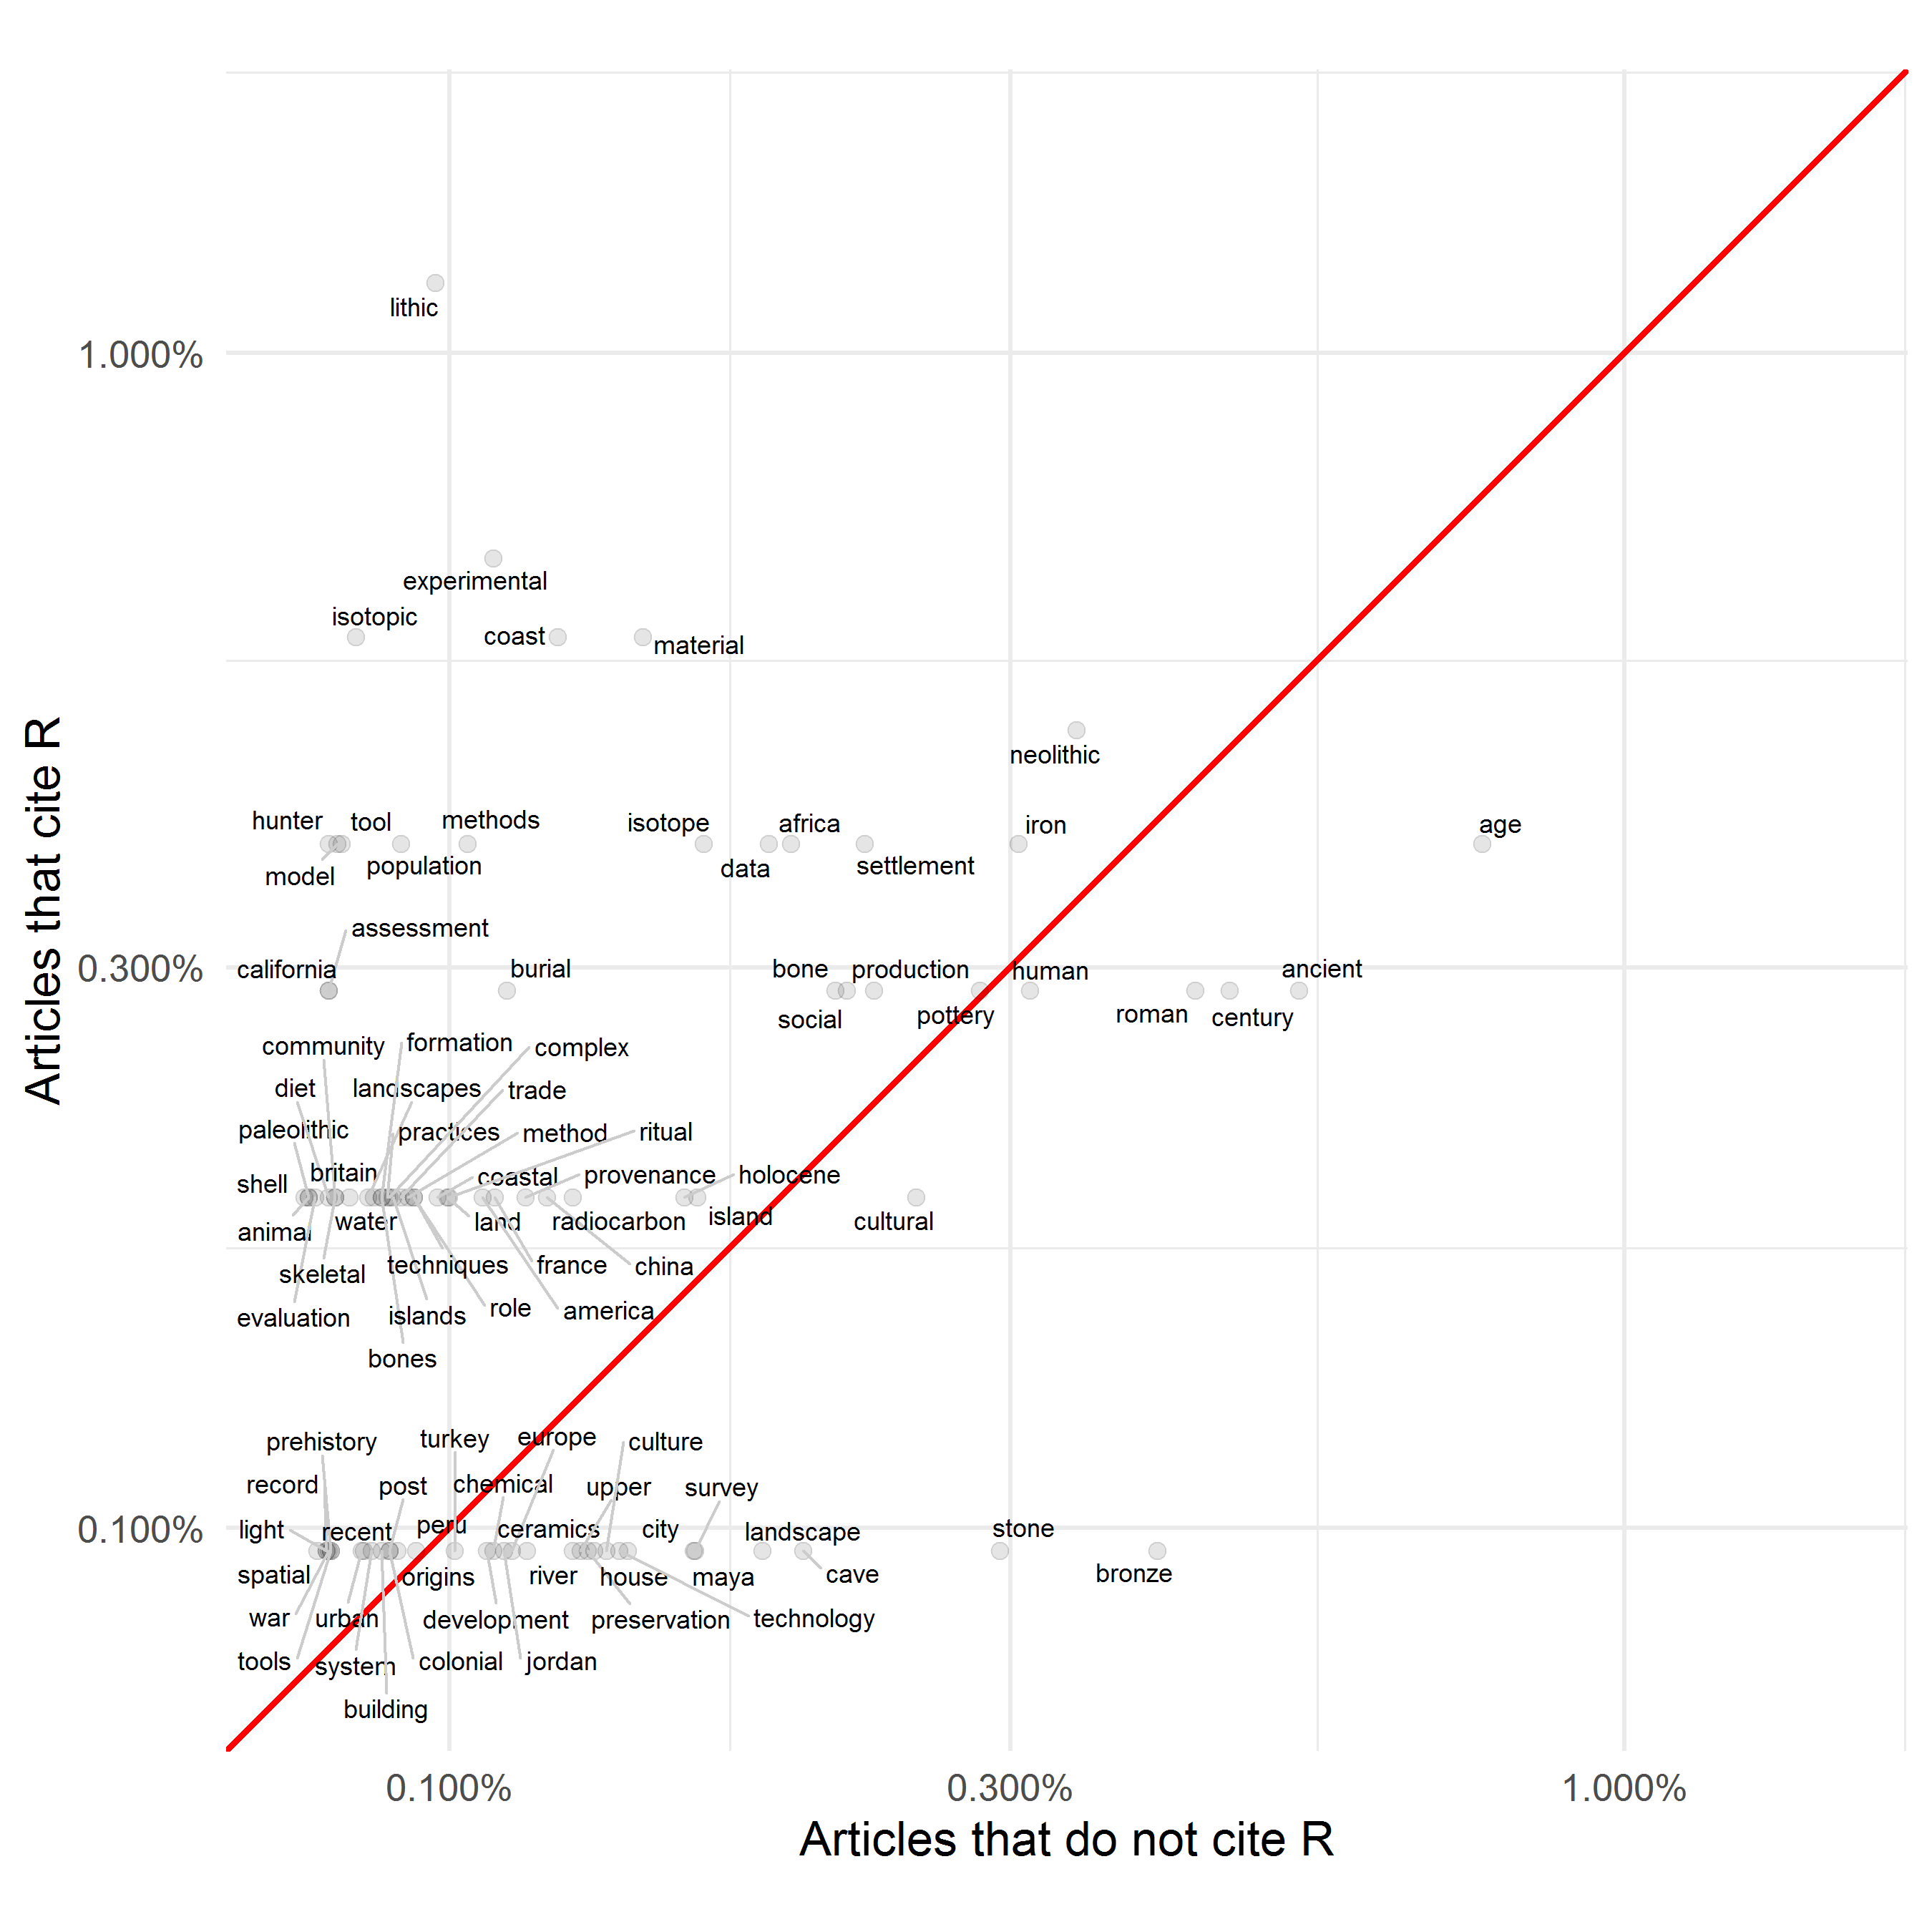 lithic
1.000%
experimental
isotopic
coast
material
neolithic
hunter
tool
methods
isotope
africa
iron
age
model
population
data
settlement
assessment
0.300%
california
burial
bone
production
human
ancient
social
pottery
roman
century
community
formation
complex
diet
landscapes
trade
paleolithic
practices
method
ritual
shell
britain
coastal
provenance
holocene
animal
water
land
radiocarbon
island
cultural
skeletal
techniques
france
china
evaluation
islands
role
america
bones
prehistory
turkey
europe
culture
record
post
chemical
upper
survey
0.100%
light
recent
peru
ceramics
city
landscape
stone
spatial
origins
river
house
maya
cave
bronze
war
urban
development
preservation
technology
tools
system
colonial
jordan
building
0.100%
0.300%
1.000%
Articles that do not cite R
Articles that cite R